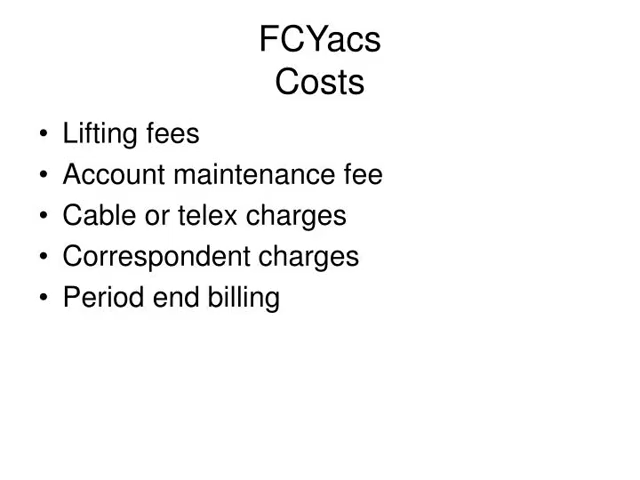 FCYacs
Costs
• Lifting fees
• Account maintenance fee
• Cable or telex charges
• Correspondent charges
• Period end billing